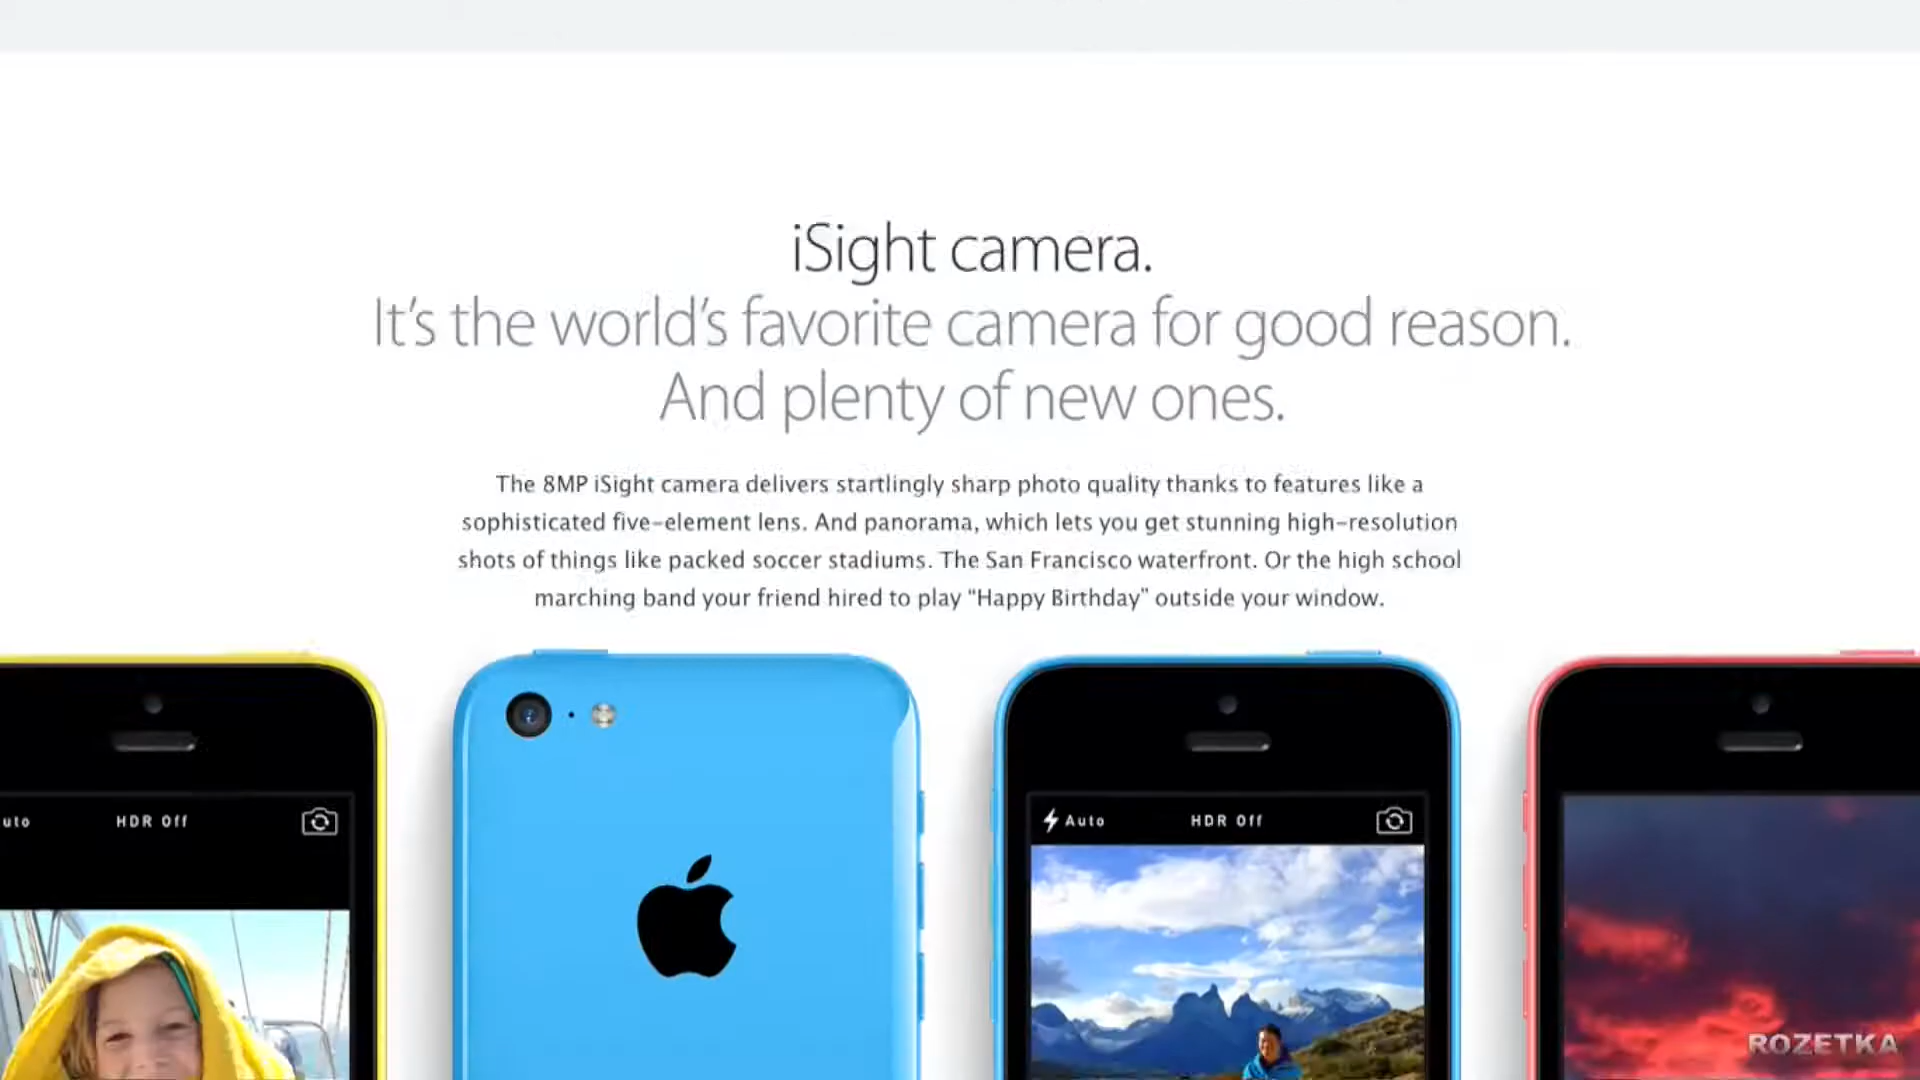 iSight camera.
It's the world's favorite camera for good reason.
And plenty of new ones.
The 8MP iSight camera delivers startlingly sharp photo quality thanks to features like a
sophisticated five-element lens. And panorama, which lets you get stunning high-resolution
shots of things like packed soccer stadiums. The San Francisco waterfront. Or the high school
marching band your friend hired to play “Happy Birthday” outside your window.
uto HDR Off
Auto HDR Off
ROZETKA